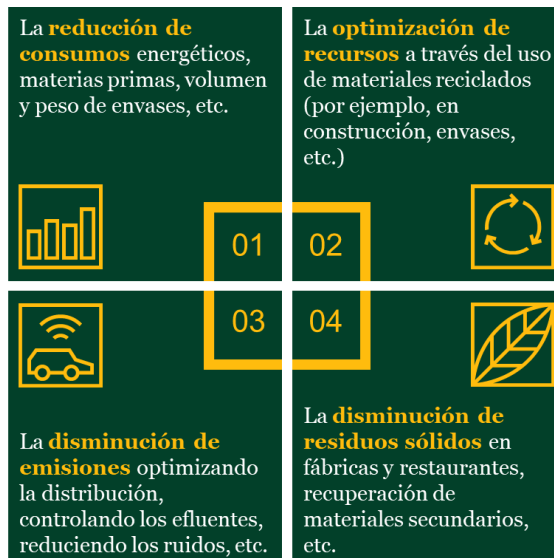 La reducción de
consumos energéticos,
materias primas, volumen
y peso de envases, etc.
01
La optimización de
recursos a través del uso
de materiales reciclados
(por ejemplo, en
construcción, envases,
etc.)
02
03
La disminución de
emisiones optimizando
la distribución,
controlando los efluentes,
reduciendo los ruidos, etc.
04
La disminución de
residuos sólidos en
fábricas y restaurantes,
recuperación de
materiales secundarios,
etc.